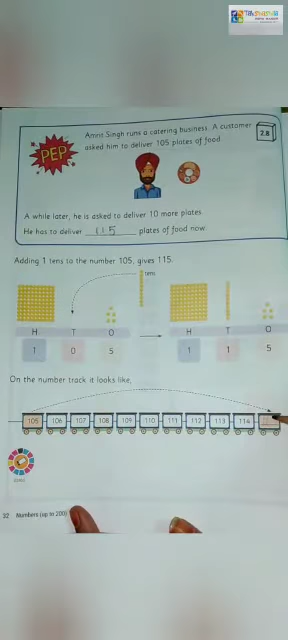 PEP
Amrit Singh runs a catering business. A customer
asked him to deliver 105 plates of food
2.8
A while later, he is asked to deliver 10 more plates.
He has to deliver 115 plates of food now.
Adding 1 tens to the number 105, gives 115.
1 tens
H T O H T O
1 0 5 1 1 5
On the number track it looks like,
105 106 107 108 109 110 111 112 113 114
32 Numbers (up to 200)